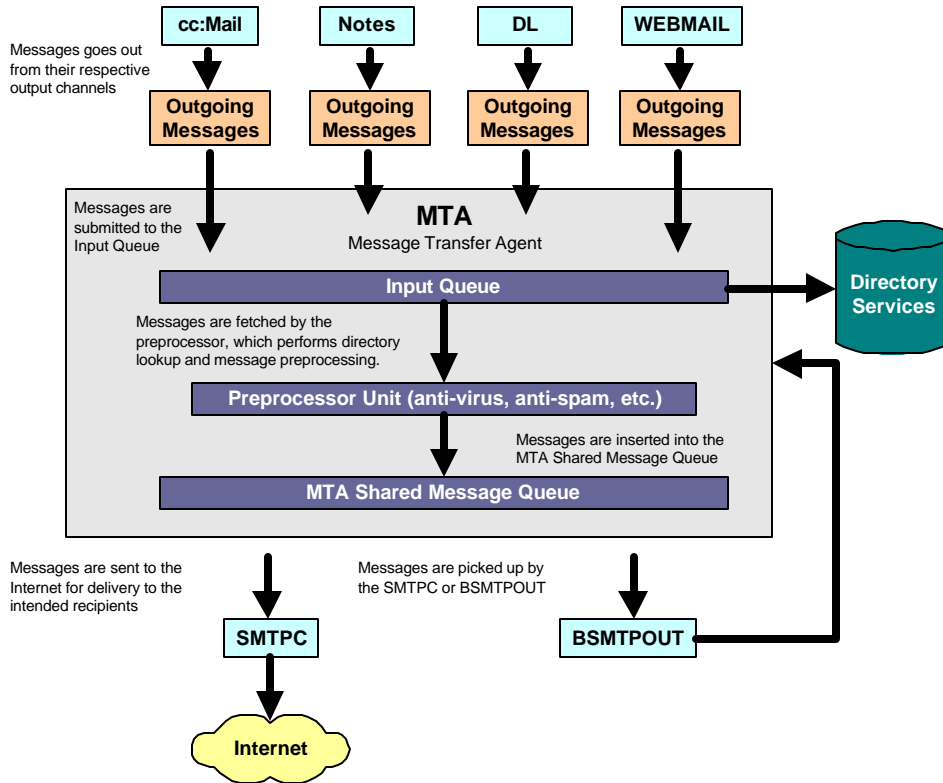 cc:Mail
Notes
DL
WEBMAIL
Messages goes out
from their respective
output channels
Outgoing
Messages
Outgoing
Messages
Outgoing
Messages
Outgoing
Messages
Messages are
submitted to the
Input Queue
MTA
Message Transfer Agent
Input Queue
Directory
Services
Messages are fetched by the
preprocessor, which performs directory
lookup and message preprocessing.
Preprocessor Unit (anti-virus, anti-spam, etc.)
Messages are inserted into the
MTA Shared Message Queue
MTA Shared Message Queue
Messages are sent to the
Internet for delivery to the
intended recipients
Messages are picked up by
the SMTPC or BSMTPOUT
SMTPC
BSMTPOUT
Internet